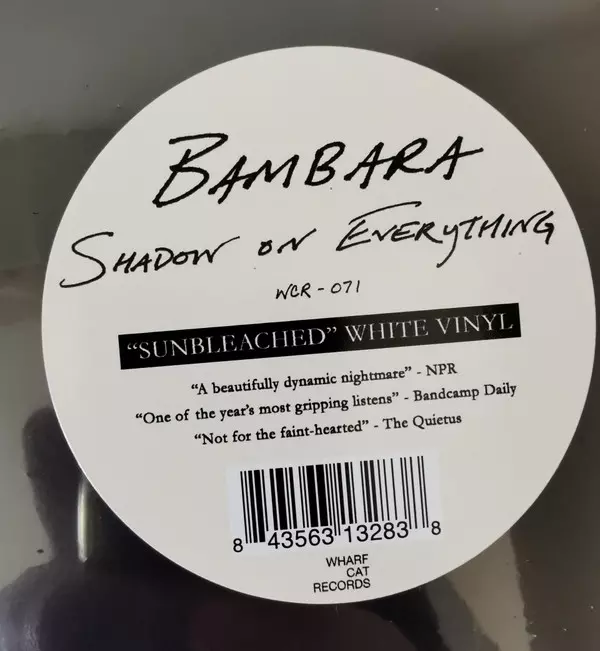 BAMBARA
SHADOW ON EVERYTHING
WCR-071
“SUNBLEACHED” WHITE VINYL
“A beautifully dynamic nightmare” - NPR
“One of the year’s most gripping listens” - Bandcamp Daily
“Not for the faint-hearted” - The Quietus
8 43563 13283 8
WHARF
CAT
RECORDS